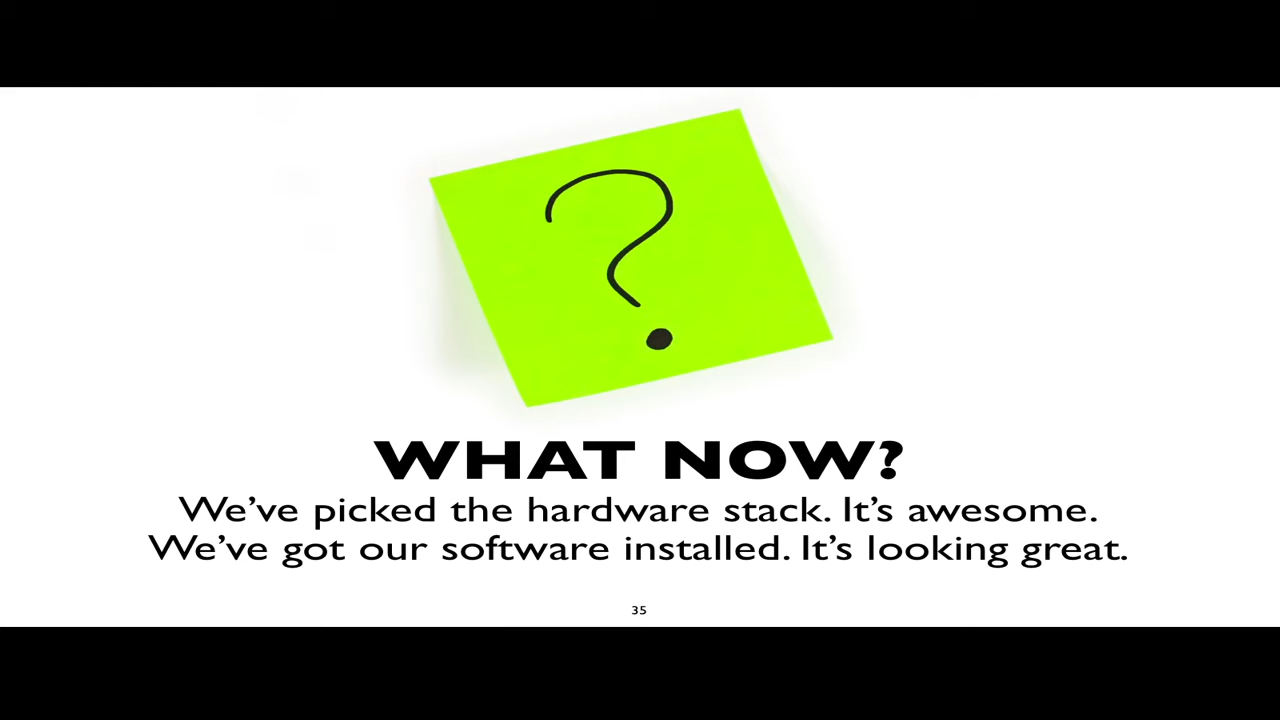 ?
WHAT NOW?
We’ve picked the hardware stack. It’s awesome.
We’ve got our software installed. It’s looking great.
35